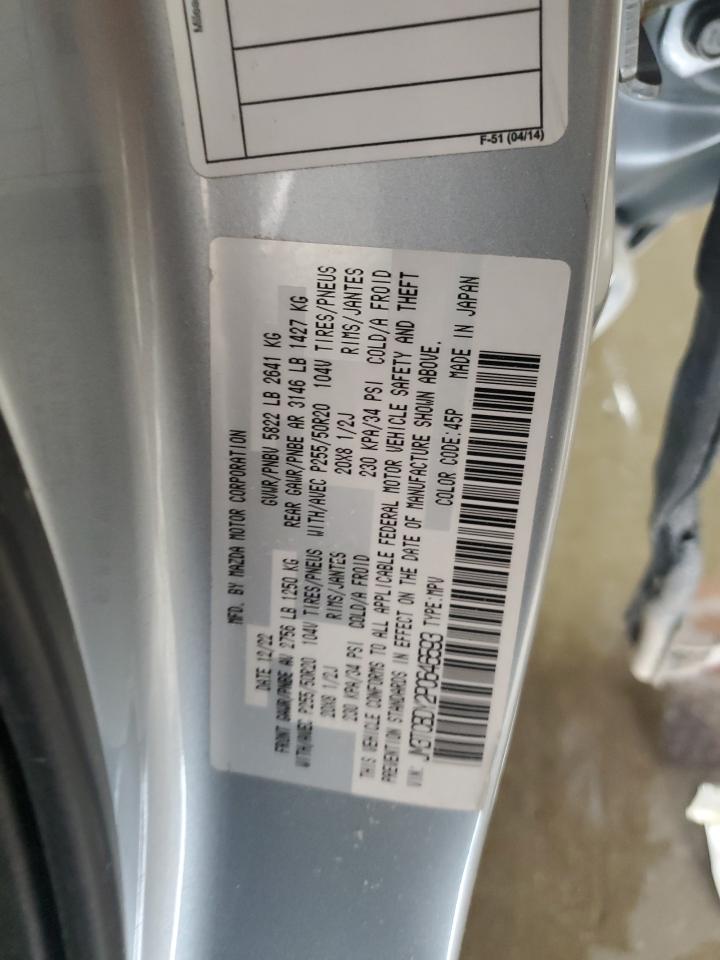 F-51 (04/14)
MFD. BY MAZDA MOTOR CORPORATION
DATE 12/22 GVWR/PNBV 5822 LB 2641 KG
FRONT GAWR/PNBE AV 2756 LB 1250 KG REAR GAWR/PNBE AR 3146 LB 1427 KG
WITH/AVEC P255/50R20 104V TIRES/PNEUS WITH/AVEC P255/50R20 104V TIRES/PNEUS
20X8 1/2J RIMS/JANTES 20X8 1/2J RIMS/JANTES
230 KPA/34 PSI COLD/A FROID 230 KPA/34 PSI COLD/A FROID
THIS VEHICLE CONFORMS TO ALL APPLICABLE FEDERAL MOTOR VEHICLE SAFETY AND THEFT
PREVENTION STANDARDS IN EFFECT ON THE DATE OF MANUFACTURE SHOWN ABOVE.
VIN: JM3TCBDY2P0646693 TYPE:MPV COLOR CODE:45P MADE IN JAPAN